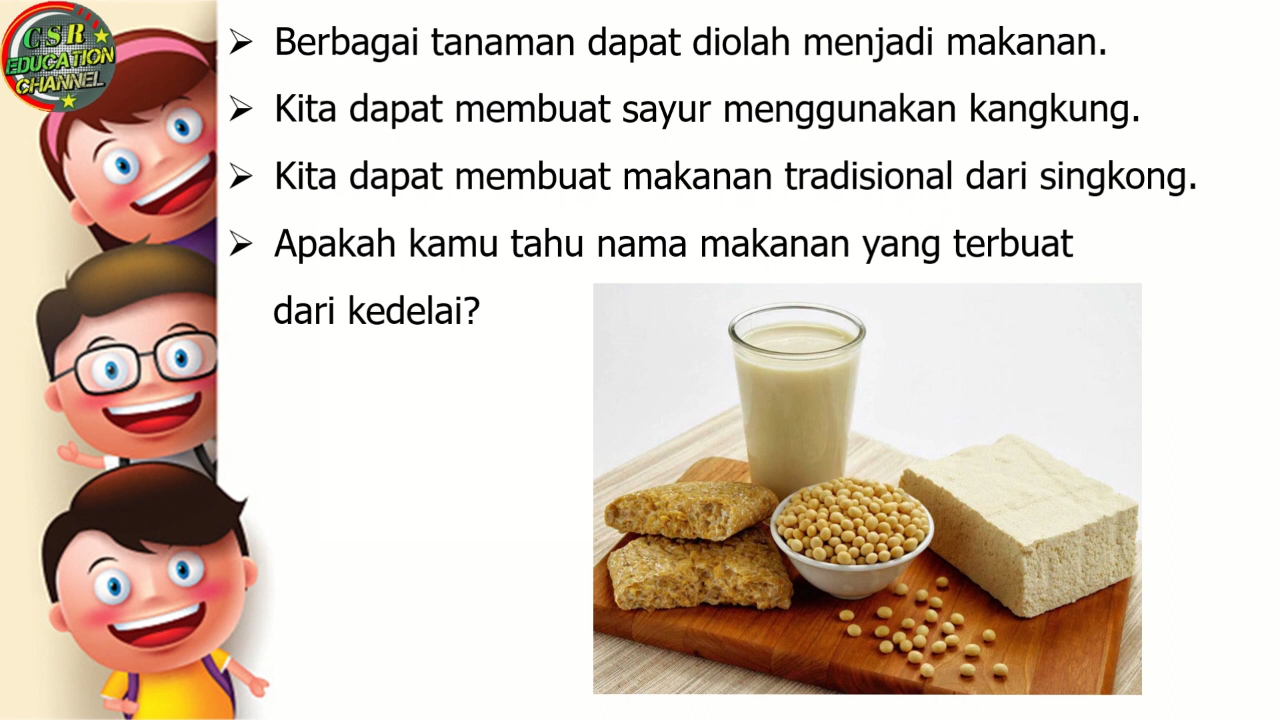 CSR
EDUCATION
CHANNEL
➢ Berbagai tanaman dapat diolah menjadi makanan.
➢ Kita dapat membuat sayur menggunakan kangkung.
➢ Kita dapat membuat makanan tradisional dari singkong.
➢ Apakah kamu tahu nama makanan yang terbuat
dari kedelai?